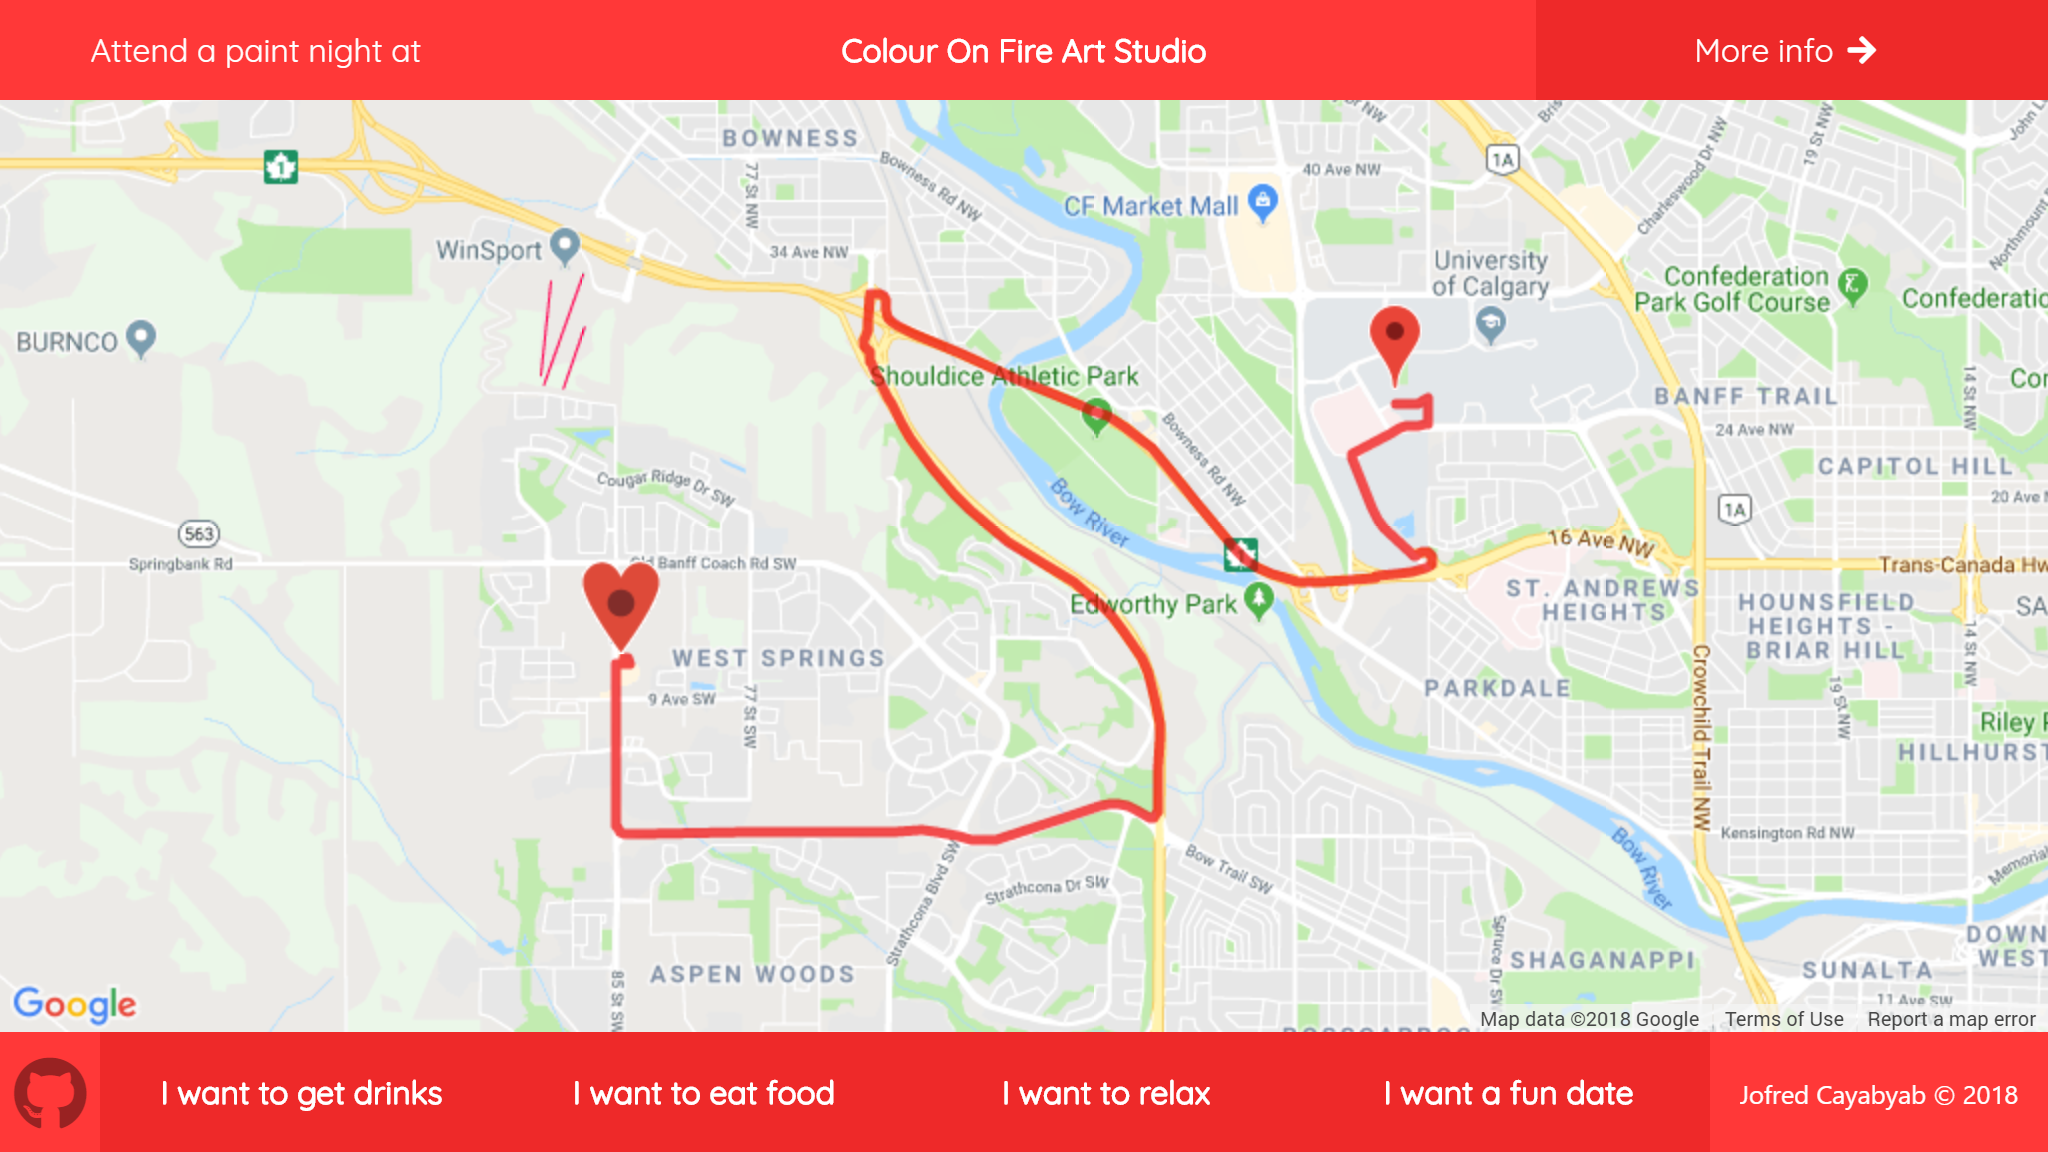 Attend a paint night at
Colour On Fire Art Studio
More info
BOWNESS
Bowness Rd NW
77 St NW
34 Ave NW
1
WinSport
BURNCO
CF Market Mall
40 Ave NW
Dr NW
1A
Charleswood Dr NW
19 St NW
John L
Northmount
University
of Calgary
Confederation
Park Golf Course
Confederatio
Shouldice Athletic Park
Bowness Rd NW
BANFF TRAIL
24 Ave NW
14 St NW
CAPITOL HILL
20 Ave
1A
Cougar Ridge Dr SW
Bow River
563
Springbank Rd
Old Banff Coach Rd SW
16 Ave NW
Trans-Canada Hw
Edworthy Park
ST. ANDREWS
HEIGHTS
HOUNSFIELD
HEIGHTS -
BRIAR HILL
SA
14 St NW
WEST SPRINGS
9 Ave SW
77 St SW
PARKDALE
Crowchild Trail NW
19 St NW
Riley
HILLHURST
Kensington Rd NW
Memorial
Bow River
Bow Trail SW
Strathcona Blvd SW
Strathcona Dr SW
Spruce Dr SW
ASPEN WOODS
85 St SW
SHAGANAPPI
SUNALTA
DOWN
WEST
11 Ave SW
Google
Map data ©2018 Google
Terms of Use
Report a map error
I want to get drinks
I want to eat food
I want to relax
I want a fun date
Jofred Cayabyab © 2018